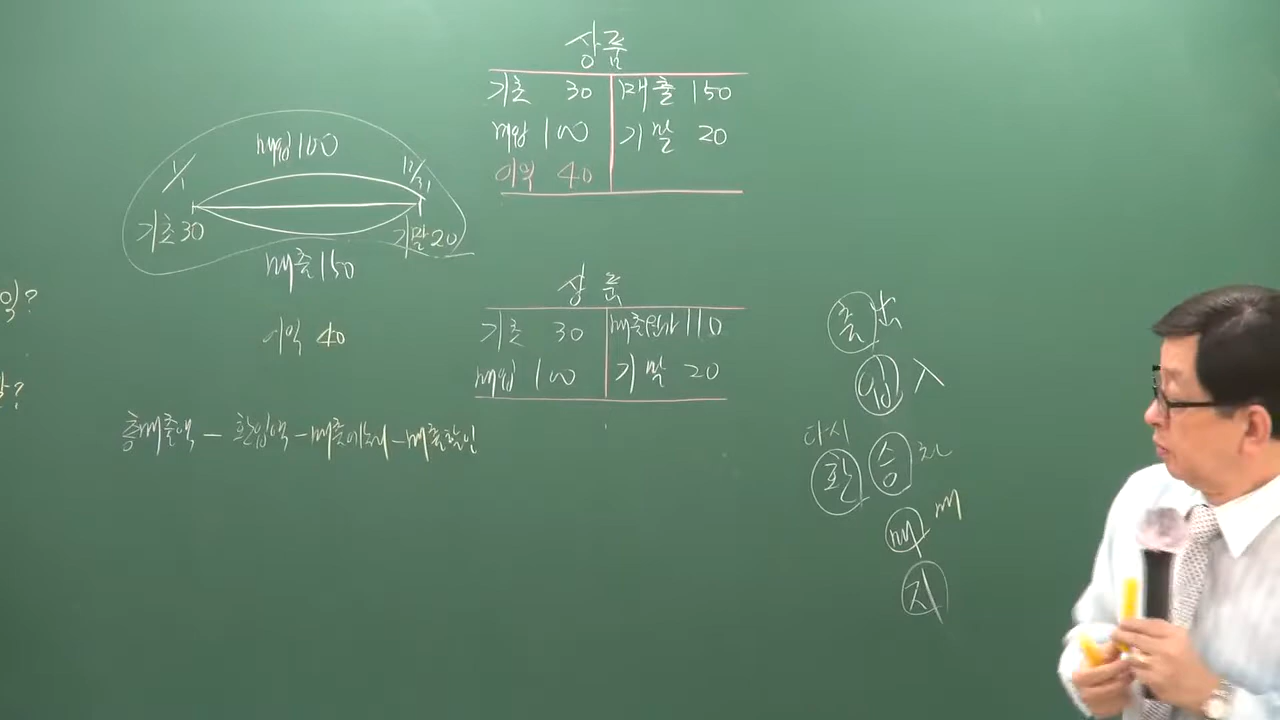 상품
기초 30 매출 150
매입 100 기말 20
이익 40
매입 100
1/1 12/31
기초 30 기말 20
매출 150
이익 40
상품
기초 30 매출원가 110
매입 100 기말 20
총매출액 - 환입액 - 매출에누리 - 매출할인
익?
?
출 出
입 入
다시
환 승 차
매 매
지